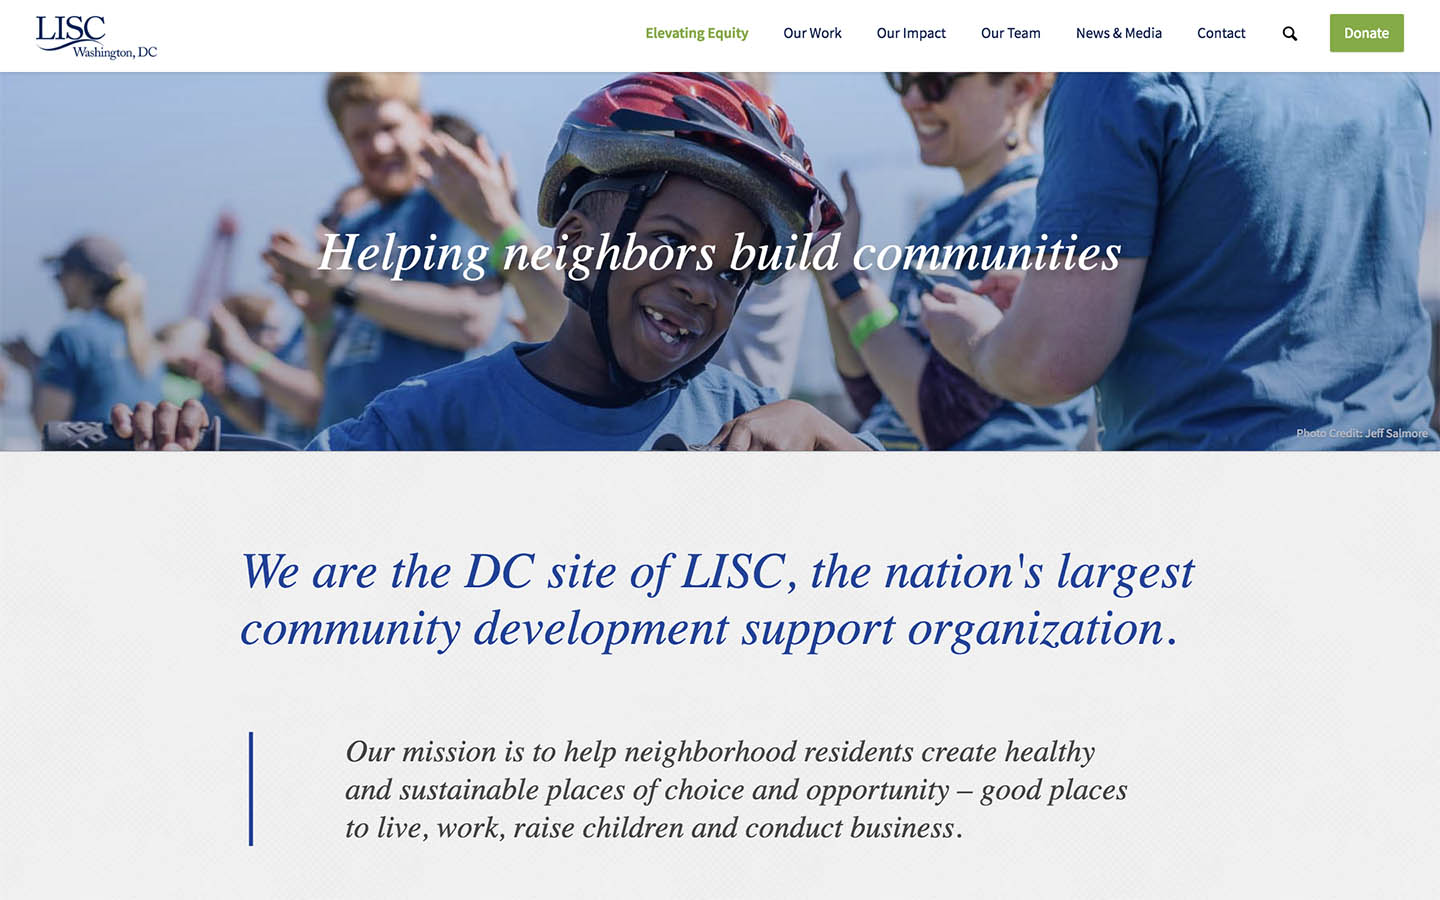 LISC
Washington, DC
Elevating Equity
Our Work
Our Impact
Our Team
News & Media
Contact
Donate
Helping neighbors build communities
Photo Credit: Jeff Salmore
We are the DC site of LISC, the nation's largest
community development support organization.
Our mission is to help neighborhood residents create healthy
and sustainable places of choice and opportunity – good places
to live, work, raise children and conduct business.